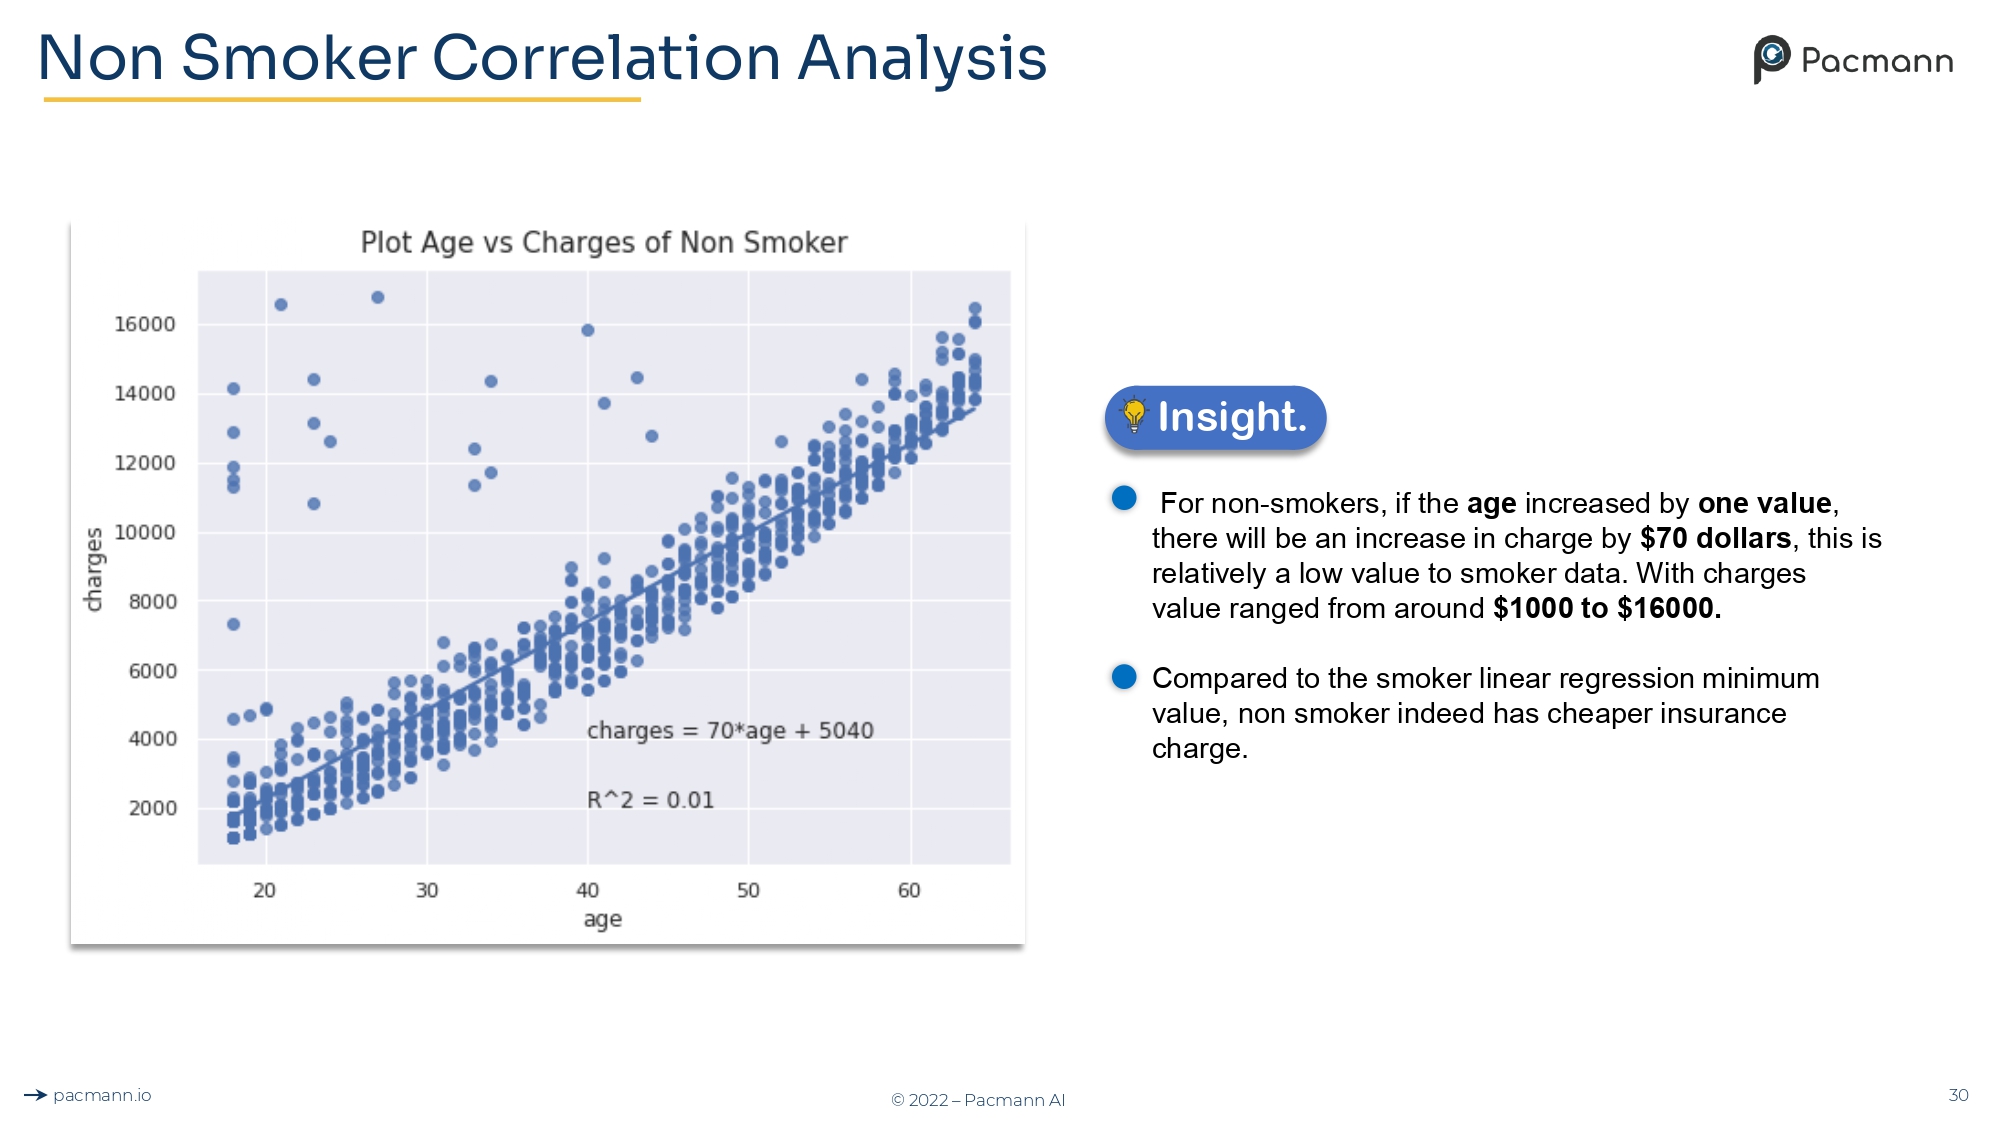 Non Smoker Correlation Analysis
Pacmann
Plot Age vs Charges of Non Smoker
16000
14000
12000
10000
8000
6000
4000
2000
charges
charges = 70*age + 5040
R^2 = 0.01
20 30 40 50 60
age
Insight.
For non-smokers, if the age increased by one value,
there will be an increase in charge by $70 dollars, this is
relatively a low value to smoker data. With charges
value ranged from around $1000 to $16000.
Compared to the smoker linear regression minimum
value, non smoker indeed has cheaper insurance
charge.
pacmann.io
© 2022 – Pacmann AI
30